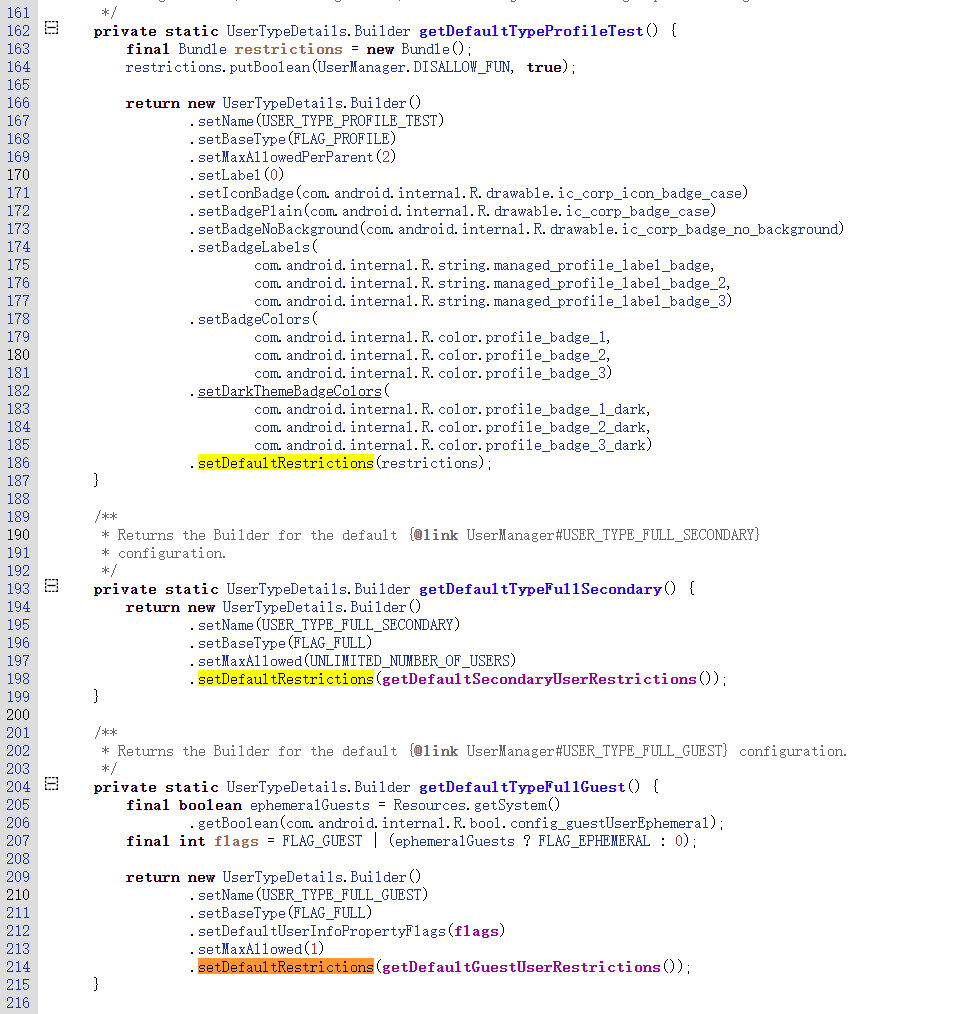 161         */
162        private static UserTypeDetails.Builder getDefaultTypeProfileTest() {
163            final Bundle restrictions = new Bundle();
164            restrictions.putBoolean(UserManager.DISALLOW_FUN, true);
165
166            return new UserTypeDetails.Builder()
167                    .setName(USER_TYPE_PROFILE_TEST)
168                    .setBaseType(FLAG_PROFILE)
169                    .setMaxAllowedPerParent(2)
170                    .setLabel(0)
171                    .setIconBadge(com.android.internal.R.drawable.ic_corp_icon_badge_case)
172                    .setBadgePlain(com.android.internal.R.drawable.ic_corp_badge_case)
173                    .setBadgeNoBackground(com.android.internal.R.drawable.ic_corp_badge_no_background)
174                    .setBadgeLabels(
175                            com.android.internal.R.string.managed_profile_label_badge,
176                            com.android.internal.R.string.managed_profile_label_badge_2,
177                            com.android.internal.R.string.managed_profile_label_badge_3)
178                    .setBadgeColors(
179                            com.android.internal.R.color.profile_badge_1,
180                            com.android.internal.R.color.profile_badge_2,
181                            com.android.internal.R.color.profile_badge_3)
182                    .setDarkThemeBadgeColors(
183                            com.android.internal.R.color.profile_badge_1_dark,
184                            com.android.internal.R.color.profile_badge_2_dark,
185                            com.android.internal.R.color.profile_badge_3_dark)
186                    .setDefaultRestrictions(restrictions);
187        }
188
189        /**
190         * Returns the Builder for the default {@link UserManager#USER_TYPE_FULL_SECONDARY}
191         * configuration.
192         */
193        private static UserTypeDetails.Builder getDefaultTypeFullSecondary() {
194            return new UserTypeDetails.Builder()
195                    .setName(USER_TYPE_FULL_SECONDARY)
196                    .setBaseType(FLAG_FULL)
197                    .setMaxAllowed(UNLIMITED_NUMBER_OF_USERS)
198                    .setDefaultRestrictions(getDefaultSecondaryUserRestrictions());
199        }
200
201        /**
202         * Returns the Builder for the default {@link UserManager#USER_TYPE_FULL_GUEST} configuration.
203         */
204        private static UserTypeDetails.Builder getDefaultTypeFullGuest() {
205            final boolean ephemeralGuests = Resources.getSystem()
206                    .getBoolean(com.android.internal.R.bool.config_guestUserEphemeral);
207            final int flags = FLAG_GUEST | (ephemeralGuests ? FLAG_EPHEMERAL : 0);
208
209            return new UserTypeDetails.Builder()
210                    .setName(USER_TYPE_FULL_GUEST)
211                    .setBaseType(FLAG_FULL)
212                    .setDefaultUserInfoPropertyFlags(flags)
213                    .setMaxAllowed(1)
214                    .setDefaultRestrictions(getDefaultGuestUserRestrictions());
215        }
216